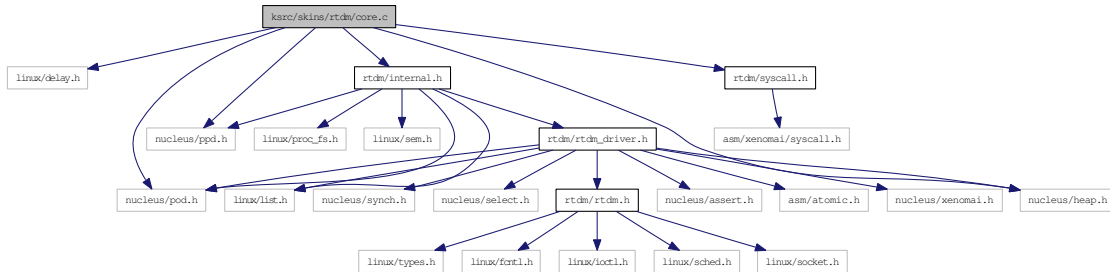 ksrc/skins/rtdm/core.c
linux/delay.h
rtdm/internal.h
rtdm/syscall.h
nucleus/ppd.h
linux/proc_fs.h
linux/sem.h
rtdm/rtdm_driver.h
asm/xenomai/syscall.h
nucleus/pod.h
linux/list.h
nucleus/synch.h
nucleus/select.h
rtdm/rtdm.h
nucleus/assert.h
asm/atomic.h
nucleus/xenomai.h
nucleus/heap.h
linux/types.h
linux/fcntl.h
linux/ioctl.h
linux/sched.h
linux/socket.h